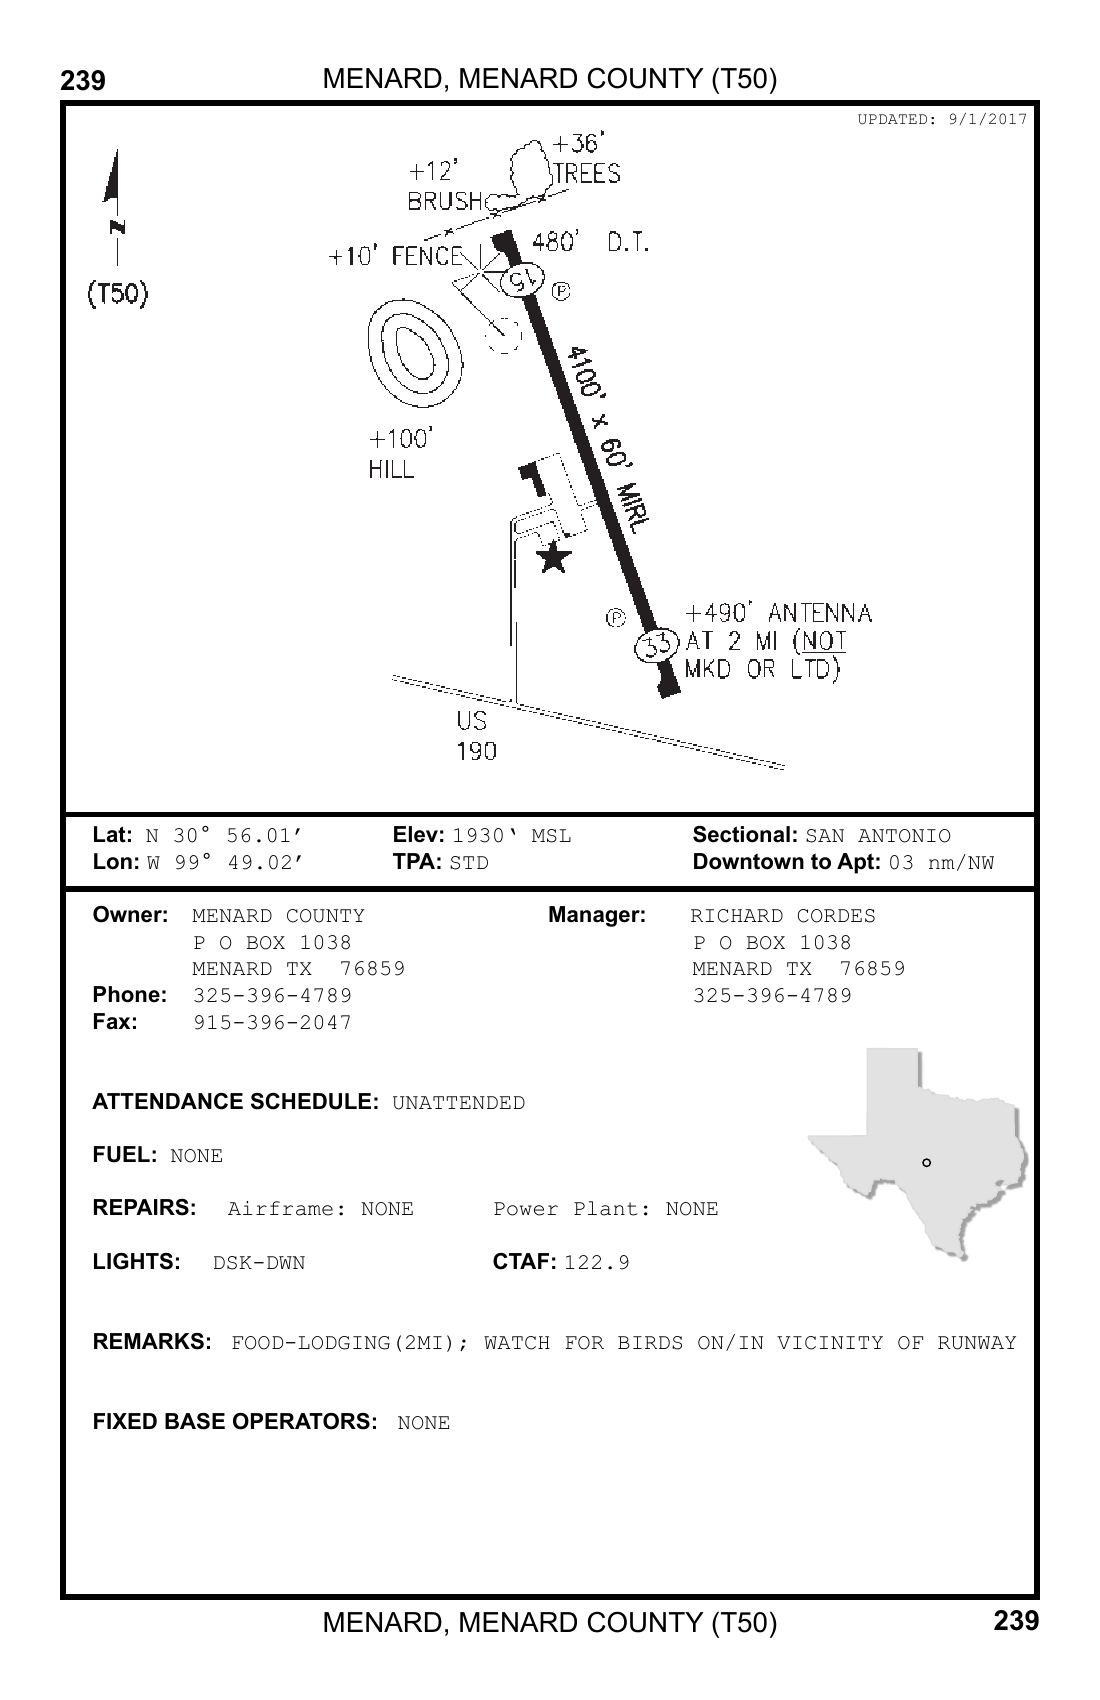 239 MENARD, MENARD COUNTY (T50)
UPDATED: 9/1/2017
+36'
TREES
+12'
BRUSH
N
+10' FENCE
480' D.T.
(T50)
15
P
4100' x 60' MIRL
+100'
HILL
P
33
+490' ANTENNA
AT 2 MI (NOT
MKD OR LTD)
US
190
Lat: N 30° 56.01′ Elev: 1930‘ MSL Sectional: SAN ANTONIO
Lon: W 99° 49.02′ TPA: STD Downtown to Apt: 03 nm/NW
Owner: MENARD COUNTY Manager: RICHARD CORDES
P O BOX 1038 P O BOX 1038
MENARD TX 76859 MENARD TX 76859
Phone: 325-396-4789 325-396-4789
Fax: 915-396-2047
ATTENDANCE SCHEDULE: UNATTENDED
FUEL: NONE
REPAIRS: Airframe: NONE Power Plant: NONE
LIGHTS: DSK-DWN CTAF: 122.9
REMARKS: FOOD-LODGING(2MI); WATCH FOR BIRDS ON/IN VICINITY OF RUNWAY
FIXED BASE OPERATORS: NONE
MENARD, MENARD COUNTY (T50) 239